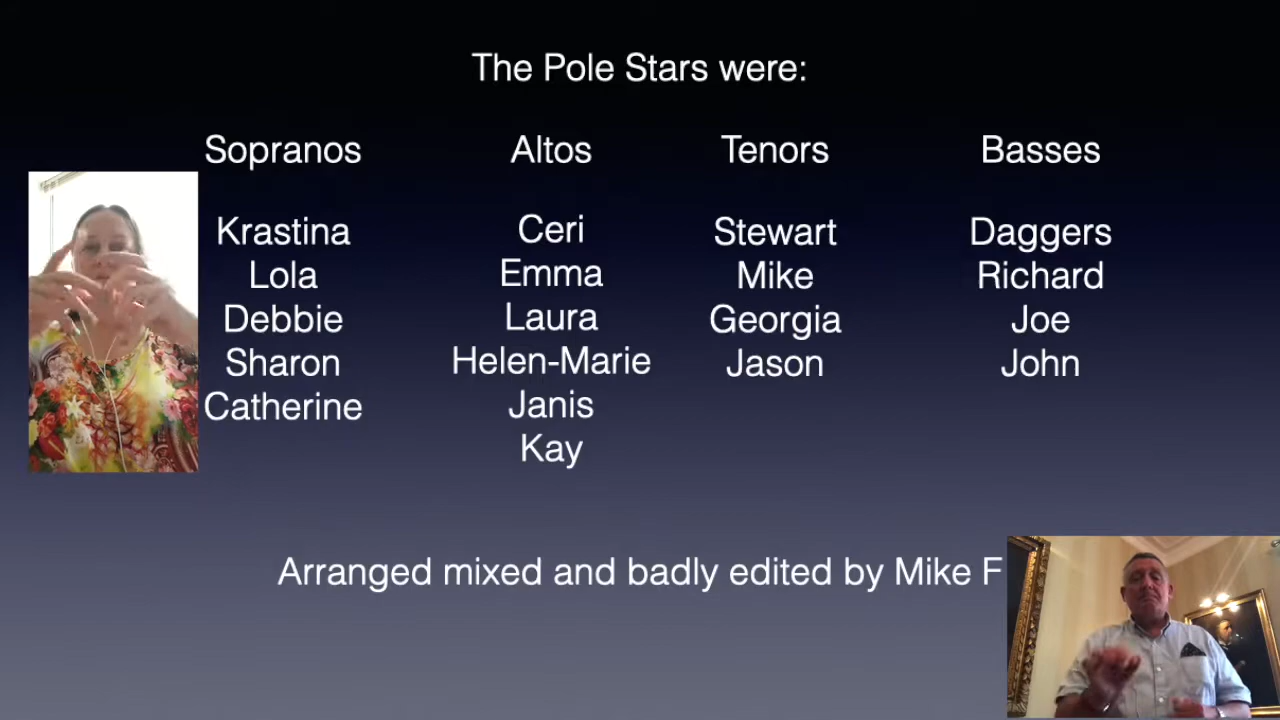 The Pole Stars were:
Sopranos
Krastina
Lola
Debbie
Sharon
Catherine
Altos
Ceri
Emma
Laura
Helen-Marie
Janis
Kay
Tenors
Stewart
Mike
Georgia
Jason
Basses
Daggers
Richard
Joe
John
Arranged mixed and badly edited by Mike F